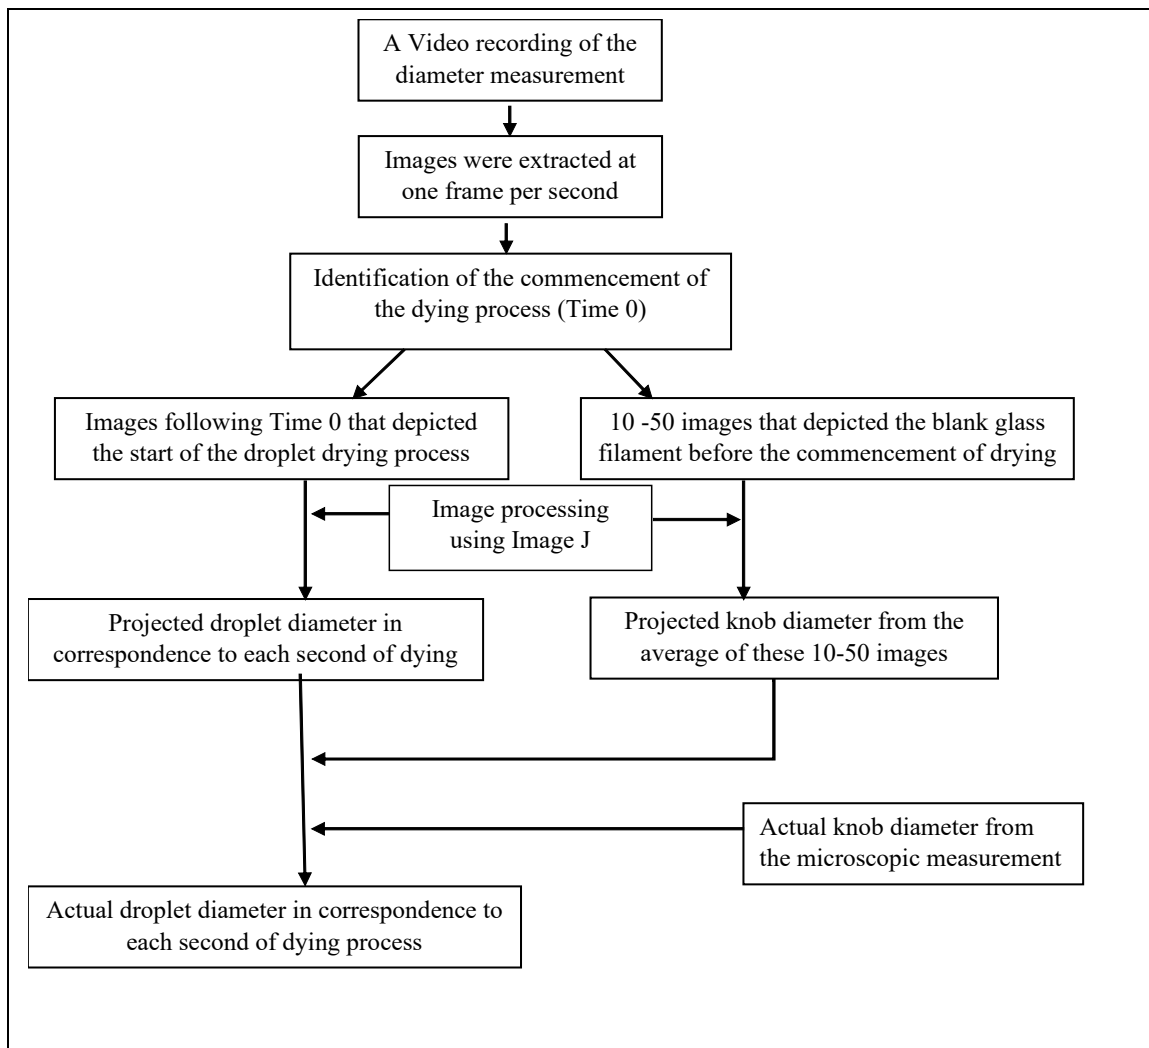 A Video recording of the
diameter measurement
Images were extracted at
one frame per second
Identification of the commencement of
the dying process (Time 0)
Images following Time 0 that depicted
the start of the droplet drying process
10 -50 images that depicted the blank glass
filament before the commencement of drying
Image processing
using Image J
Projected droplet diameter in
correspondence to each second of dying
Projected knob diameter from the
average of these 10-50 images
Actual knob diameter from
the microscopic measurement
Actual droplet diameter in correspondence to
each second of dying process